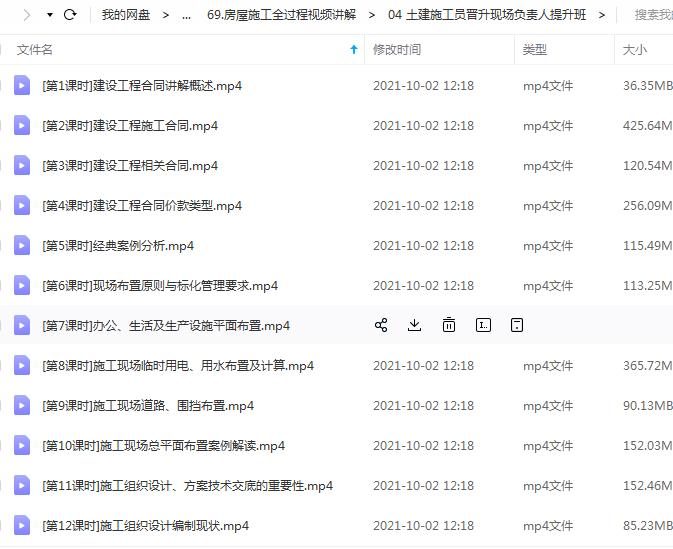 我的网盘 > ... 69.房屋施工全过程视频讲解 > 04 土建施工员晋升现场负责人提升班 > 搜索我
文件名 修改时间 类型 大小
[第1课时]建设工程合同讲解概述.mp4 2021-10-02 12:18 mp4文件 36.35MB
[第2课时]建设工程施工合同.mp4 2021-10-02 12:18 mp4文件 425.64M
[第3课时]建设工程相关合同.mp4 2021-10-02 12:18 mp4文件 120.54M
[第4课时]建设工程合同价款类型.mp4 2021-10-02 12:18 mp4文件 256.09M
[第5课时]经典案例分析.mp4 2021-10-02 12:18 mp4文件 115.49M
[第6课时]现场布置原则与标化管理要求.mp4 2021-10-02 12:18 mp4文件 113.25M
[第7课时]办公、生活及生产设施平面布置.mp4
[第8课时]施工现场临时用电、用水布置及计算.mp4 2021-10-02 12:18 mp4文件 365.72M
[第9课时]施工现场道路、围挡布置.mp4 2021-10-02 12:18 mp4文件 90.13MB
[第10课时]施工现场总平面布置案例解读.mp4 2021-10-02 12:18 mp4文件 152.03M
[第11课时]施工组织设计、方案技术交底的重要性.mp4 2021-10-02 12:18 mp4文件 152.46M
[第12课时]施工组织设计编制现状.mp4 2021-10-02 12:18 mp4文件 85.23MB